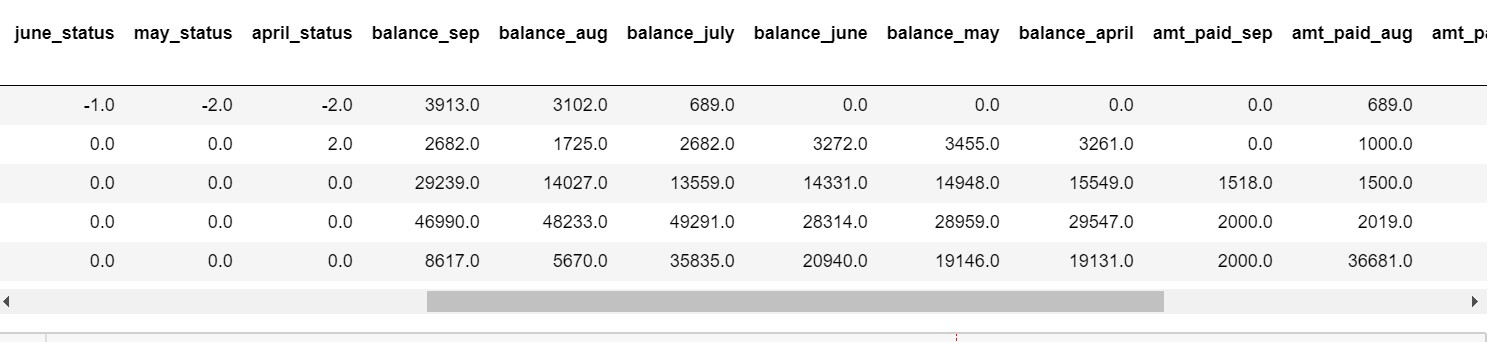 june_status may_status april_status balance_sep balance_aug balance_july balance_june balance_may balance_april amt_paid_sep amt_paid_aug amt_pa
-1.0 -2.0 -2.0 3913.0 3102.0 689.0 0.0 0.0 0.0 0.0 689.0
0.0 0.0 2.0 2682.0 1725.0 2682.0 3272.0 3455.0 3261.0 0.0 1000.0
0.0 0.0 0.0 29239.0 14027.0 13559.0 14331.0 14948.0 15549.0 1518.0 1500.0
0.0 0.0 0.0 46990.0 48233.0 49291.0 28314.0 28959.0 29547.0 2000.0 2019.0
0.0 0.0 0.0 8617.0 5670.0 35835.0 20940.0 19146.0 19131.0 2000.0 36681.0